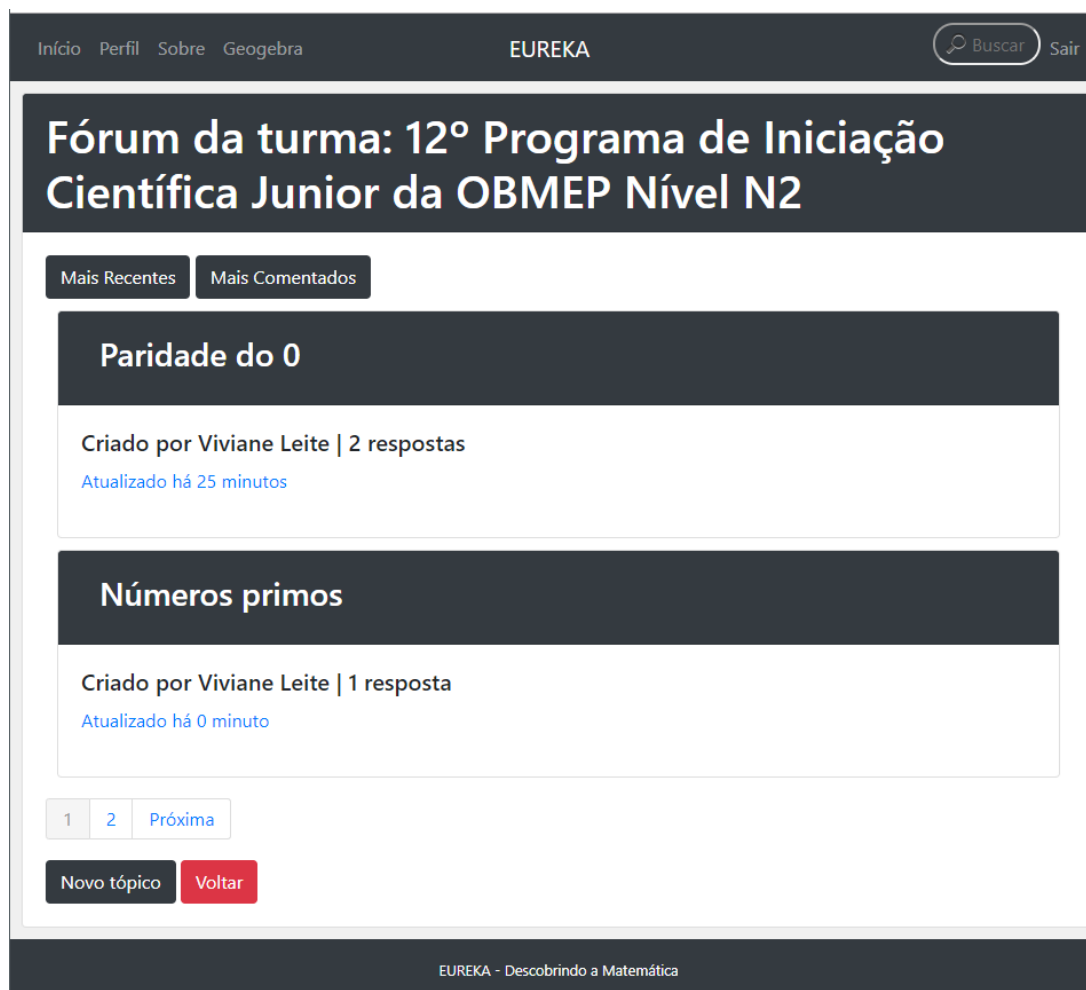 Início Perfil Sobre Geogebra EUREKA Buscar Sair
Fórum da turma: 12º Programa de Iniciação
Científica Junior da OBMEP Nível N2
Mais Recentes Mais Comentados
Paridade do 0
Criado por Viviane Leite | 2 respostas
Atualizado há 25 minutos
Números primos
Criado por Viviane Leite | 1 resposta
Atualizado há 0 minuto
1 2 Próxima
Novo tópico Voltar
EUREKA - Descobrindo a Matemática